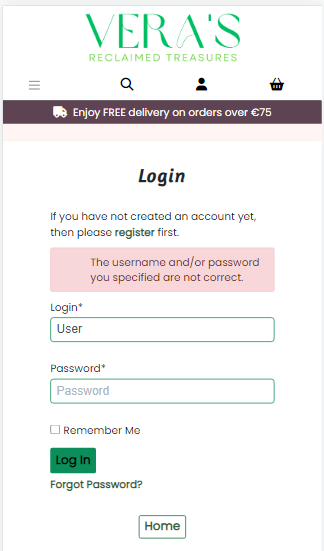 VERA'S
RECLAIMED TREASURES
Enjoy FREE delivery on orders over €75
Login
If you have not created an account yet,
then please register first.
The username and/or password
you specified are not correct.
Login*
User
Password*
Password
Remember Me
Log In
Forgot Password?
Home